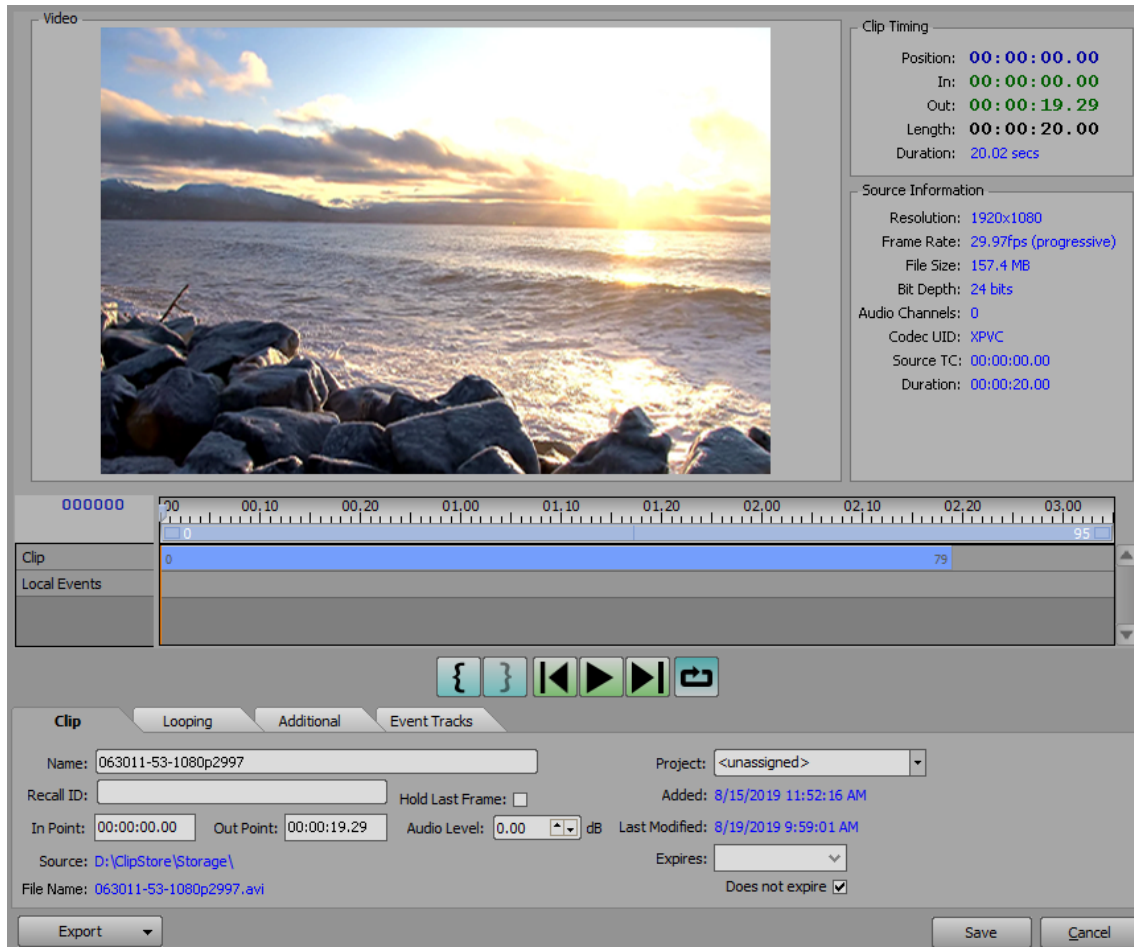 Video
Clip Timing
Position: 00:00:00.00
In: 00:00:00.00
Out: 00:00:19.29
Length: 00:00:20.00
Duration: 20.02 secs
Source Information
Resolution: 1920x1080
Frame Rate: 29.97fps (progressive)
File Size: 157.4 MB
Bit Depth: 24 bits
Audio Channels: 0
Codec UID: XPVC
Source TC: 00:00:00.00
Duration: 00:00:20.00
000000 00 00.10 00.20 01.00 01.10 01.20 02.00 02.10 02.20 03.00
0 95
Clip 0 79
Local Events
Clip Looping Additional Event Tracks
Name: 063011-53-1080p2997
Project: <unassigned>
Recall ID: Hold Last Frame:
Added: 8/15/2019 11:52:16 AM
In Point: 00:00:00.00 Out Point: 00:00:19.29 Audio Level: 0.00 dB
Last Modified: 8/19/2019 9:59:01 AM
Source: D:\ClipStore\Storage\
Expires:
File Name: 063011-53-1080p2997.avi
Does not expire
Export Save Cancel